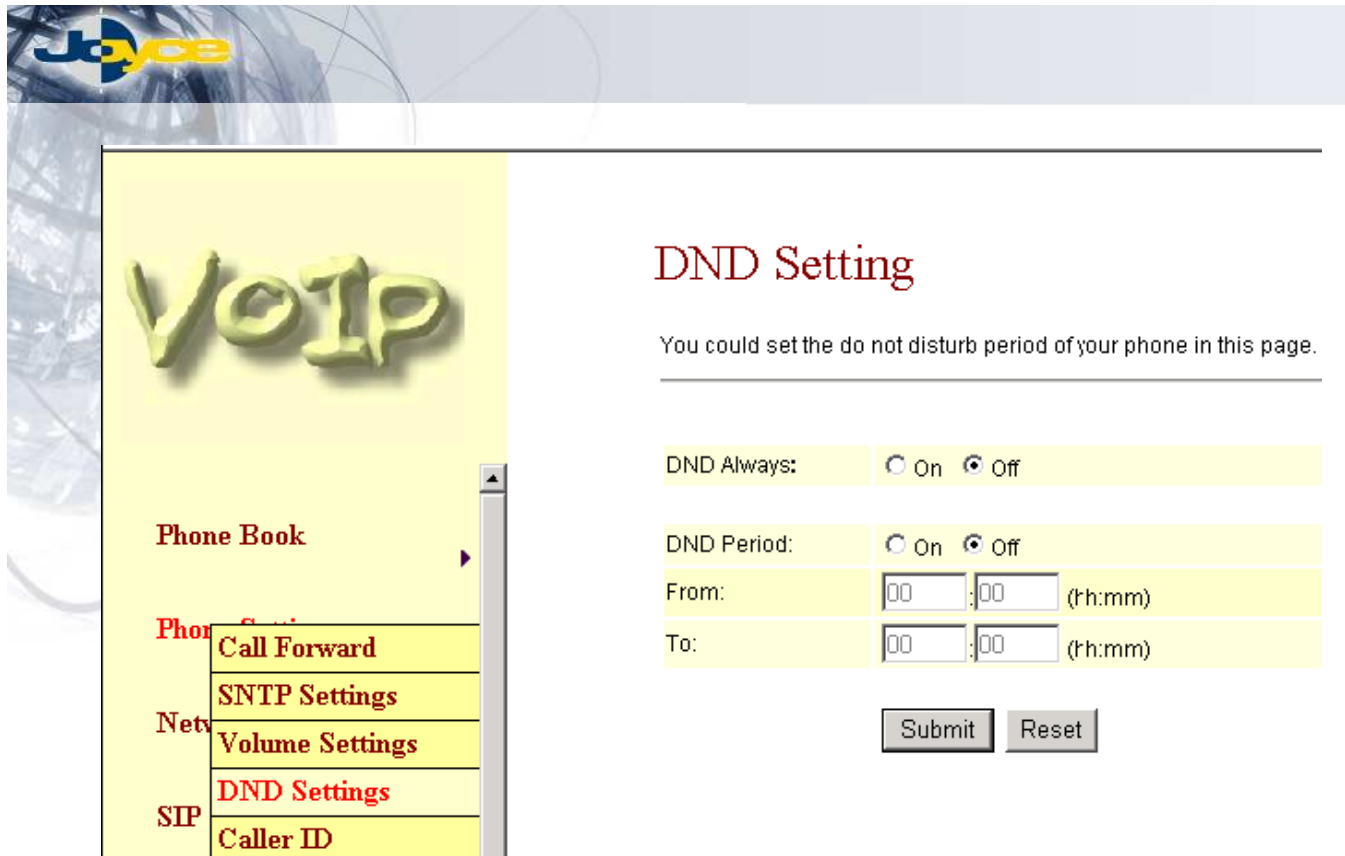 Joyce
VoIP
DND Setting
You could set the do not disturb period of your phone in this page.
DND Always: On Off
DND Period: On Off
From: 00 :00 (hh:mm)
To: 00 :00 (hh:mm)
Submit Reset
Phone Book
Phon
Call Forward
SNTP Settings
Netw
Volume Settings
DND Settings
SIP
Caller ID